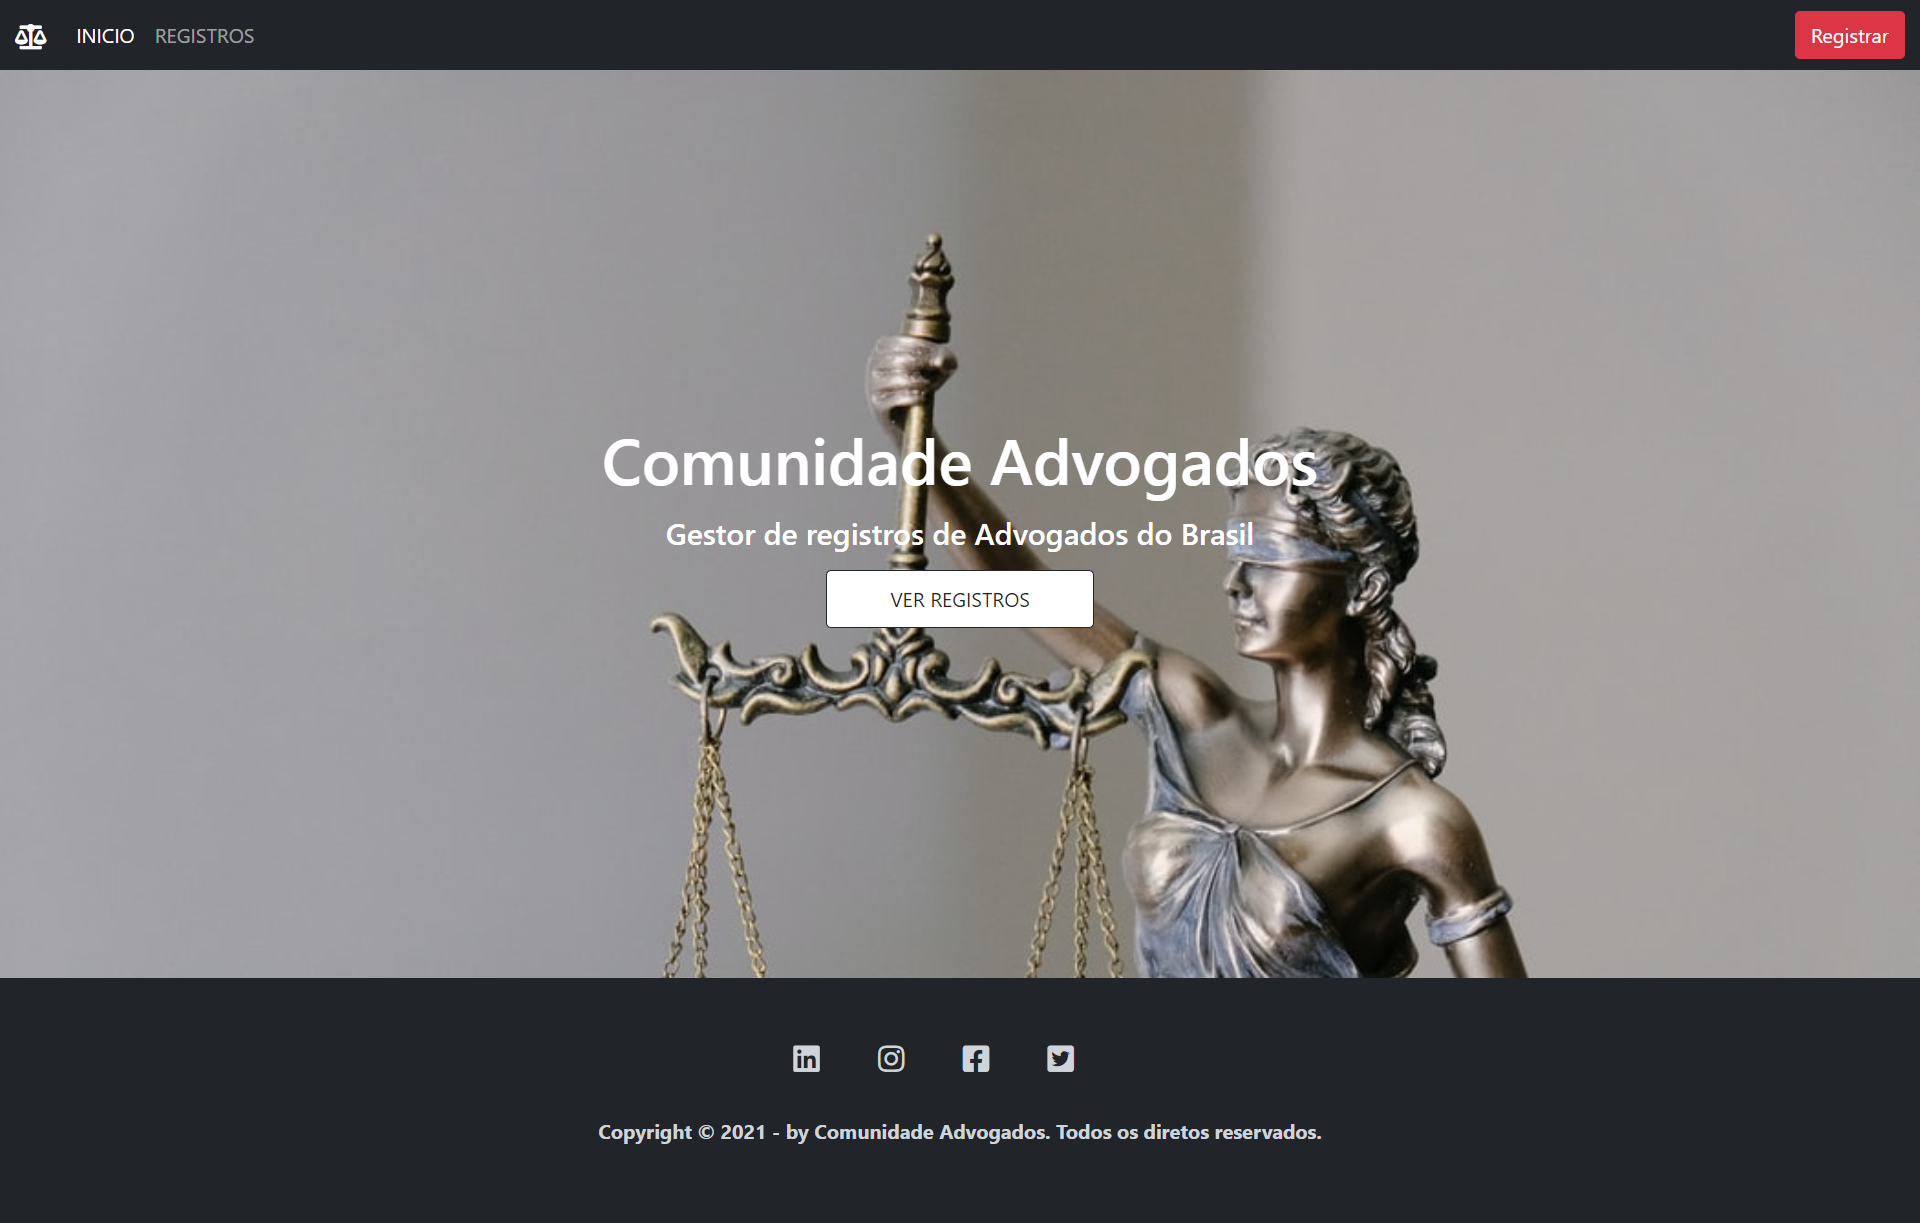 INICIO REGISTROS Registrar
Comunidade Advogados
Gestor de registros de Advogados do Brasil
VER REGISTROS
Copyright © 2021 - by Comunidade Advogados. Todos os diretos reservados.